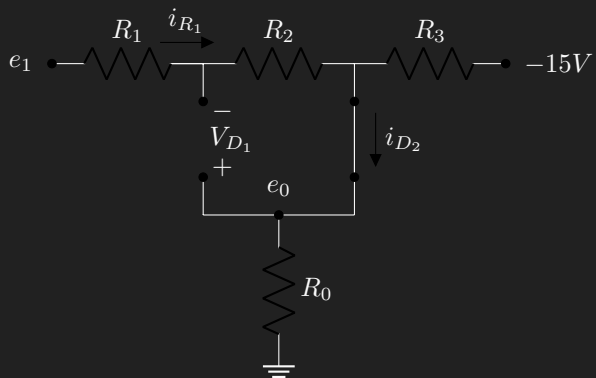 i_{R_1}
R_1
R_2
R_3
e_1
−15V
−
V_{D_1}
+
i_{D_2}
e_0
R_0